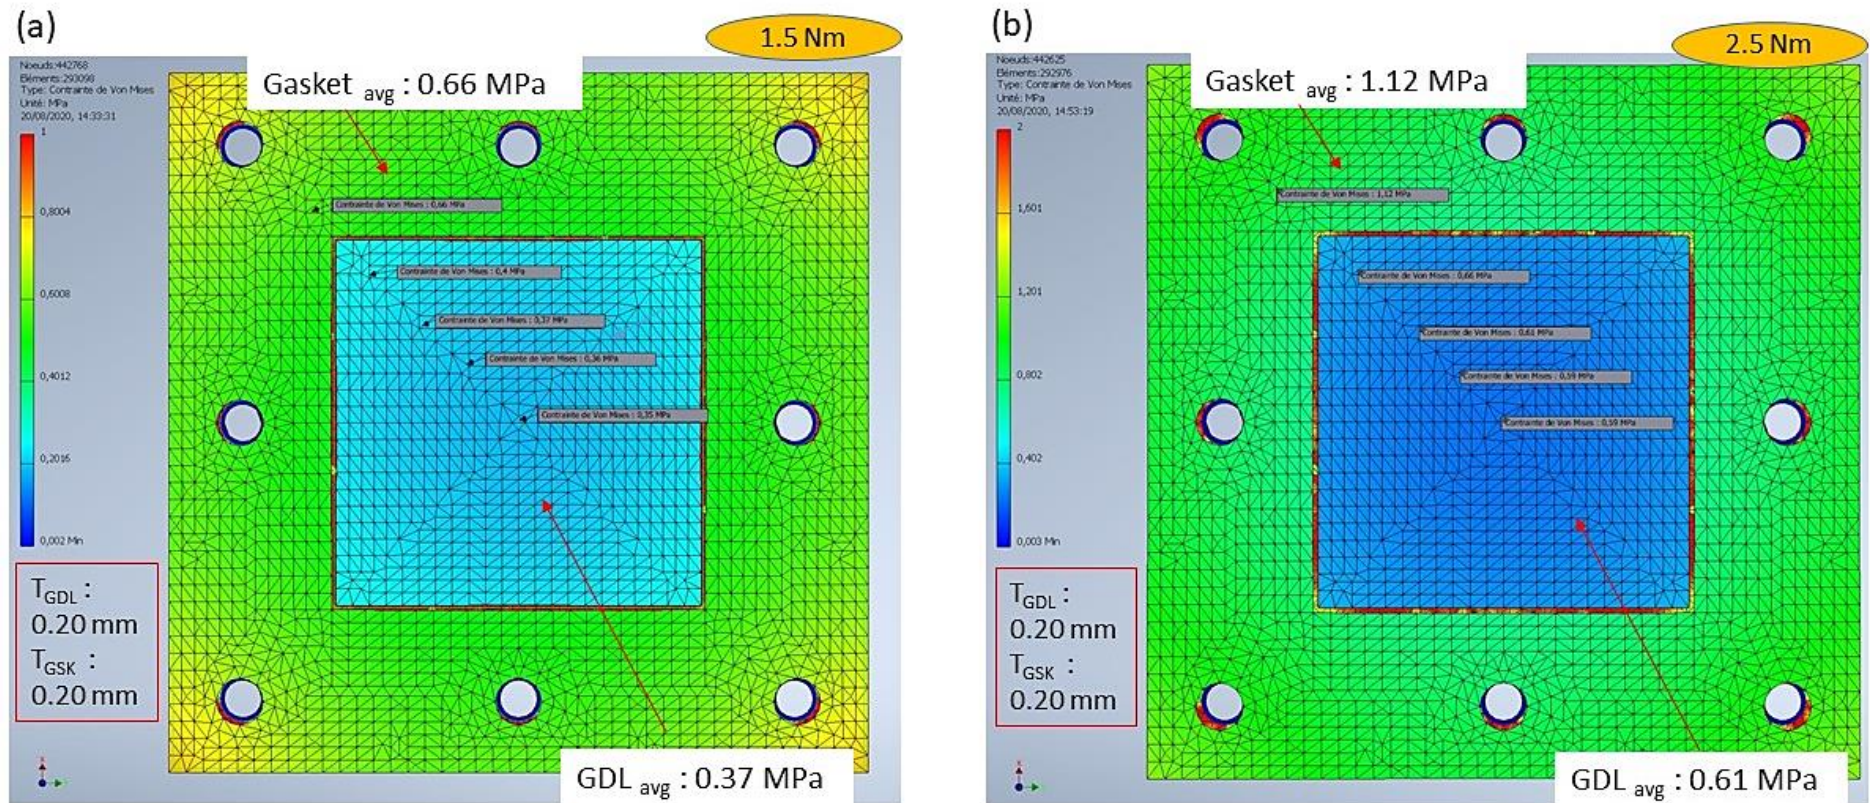 (a)
1.5 Nm
Noeuds:442768
Eléments:293098
Type: Contrainte de Von Mises
Unité: MPa
20/08/2020, 14:33:31
Gasket avg : 0.66 MPa
1
0,8004
0,6008
0,4012
0,2016
0,002 Min
Contrainte de Von Mises : 0,66 MPa
Contrainte de Von Mises : 0,4 MPa
Contrainte de Von Mises : 0,37 MPa
Contrainte de Von Mises : 0,36 MPa
Contrainte de Von Mises : 0,35 MPa
TGDL :
0.20 mm
TGSK :
0.20 mm
GDL avg : 0.37 MPa
(b)
2.5 Nm
Noeuds:442625
Eléments:292976
Type: Contrainte de Von Mises
Unité: MPa
20/08/2020, 14:53:19
Gasket avg : 1.12 MPa
2
1,601
1,201
0,802
0,402
0,003 Min
Contrainte de Von Mises : 1,12 MPa
Contrainte de Von Mises : 0,66 MPa
Contrainte de Von Mises : 0,61 MPa
Contrainte de Von Mises : 0,59 MPa
Contrainte de Von Mises : 0,59 MPa
TGDL :
0.20 mm
TGSK :
0.20 mm
GDL avg : 0.61 MPa